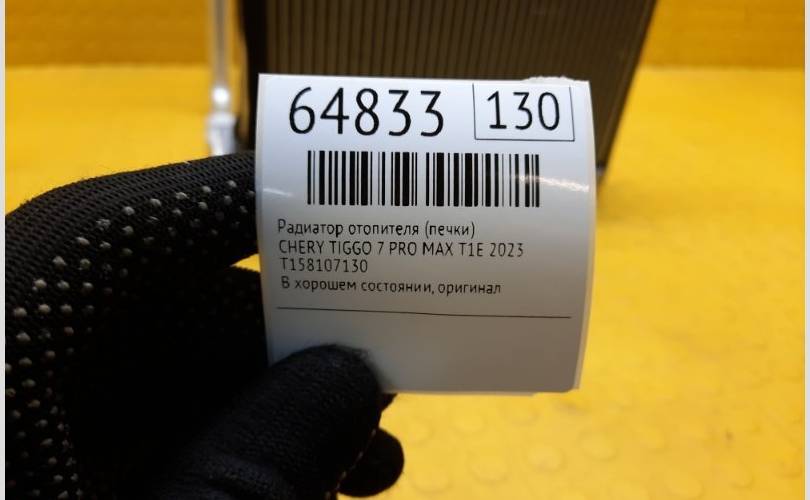 64833 130
Радиатор отопителя (печки)
CHERY TIGGO 7 PRO MAX T1E 2023
T158107130
В хорошем состоянии, оригинал